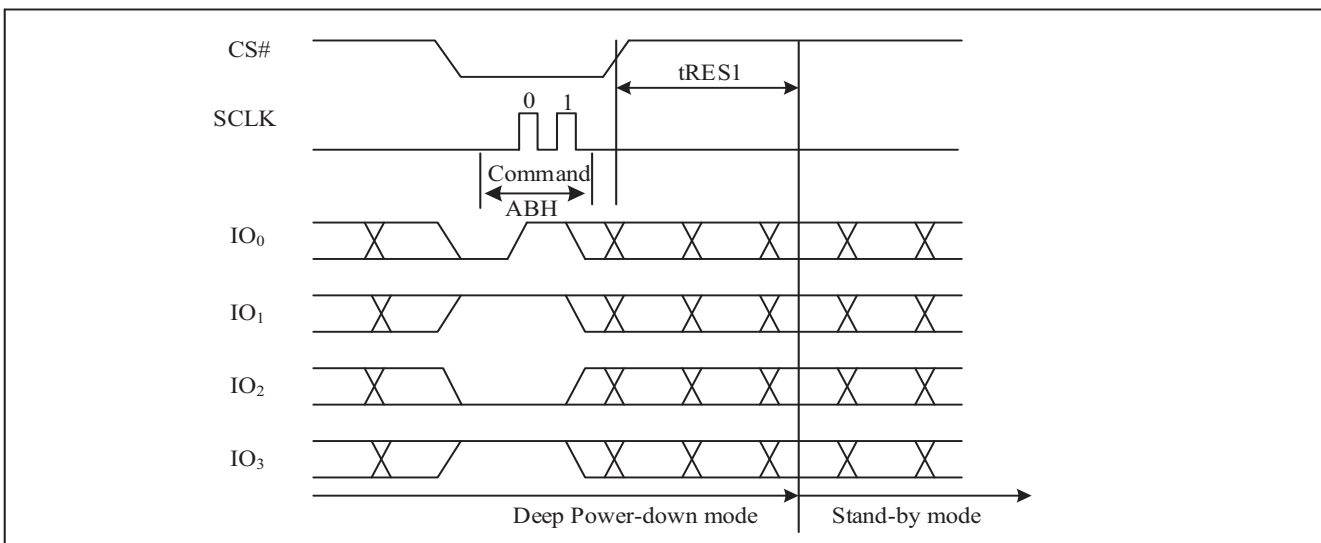 CS#
tRES1
0 1
SCLK
Command
ABH
IO₀
IO₁
IO₂
IO₃
Deep Power-down mode Stand-by mode